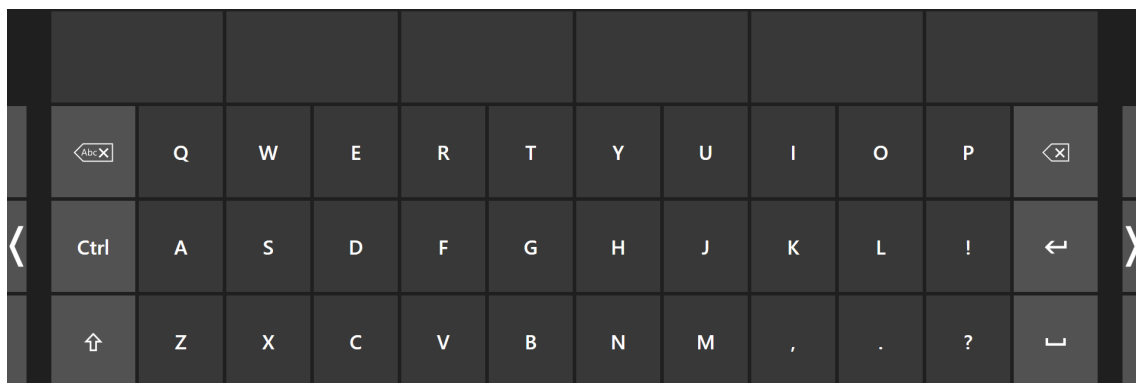 Abc Q W E R T Y U I O P
Ctrl A S D F G H J K L !
Z X C V B N M , . ?